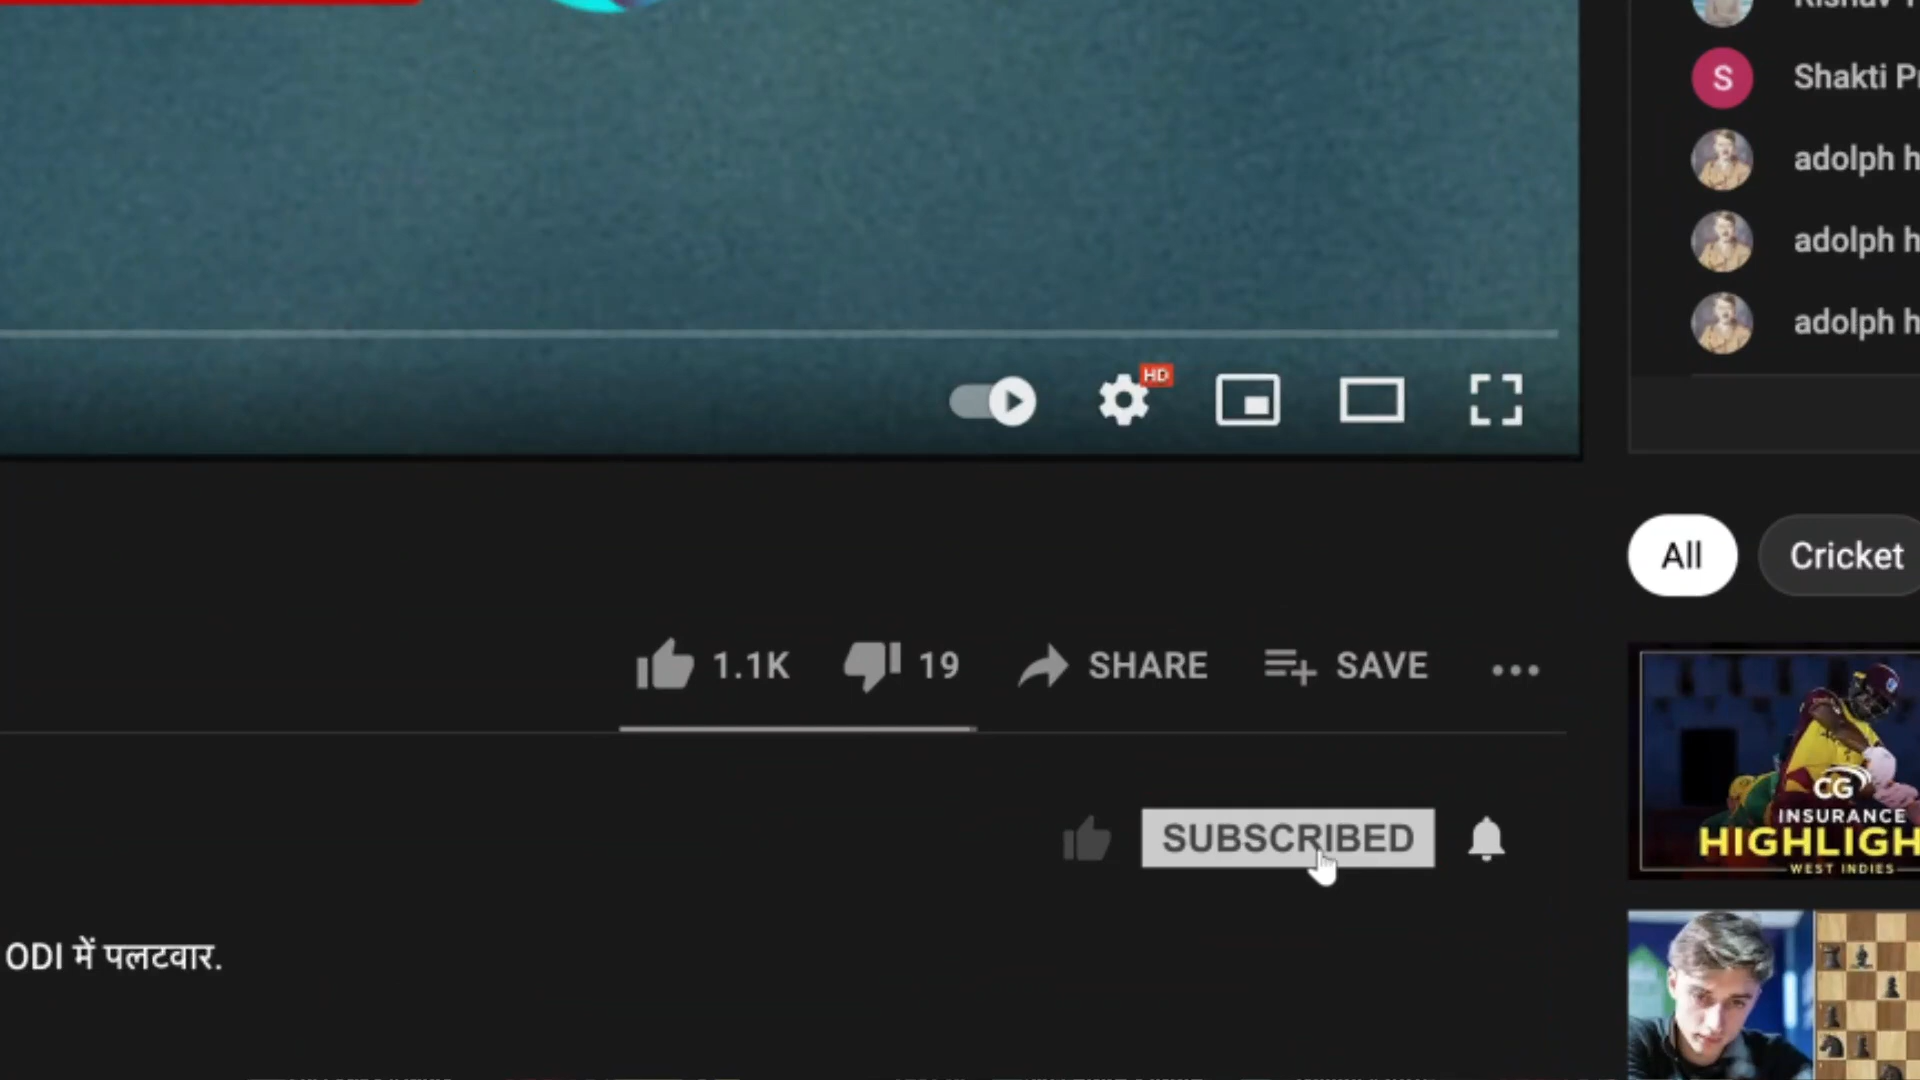 Shakti
adolph
adolph
adolph
HD
All
Cricket
1.1K
19
SHARE
SAVE
CG
INSURANCE
WEST INDIES
SUBSCRIBED
ODI में पलटवार.
S